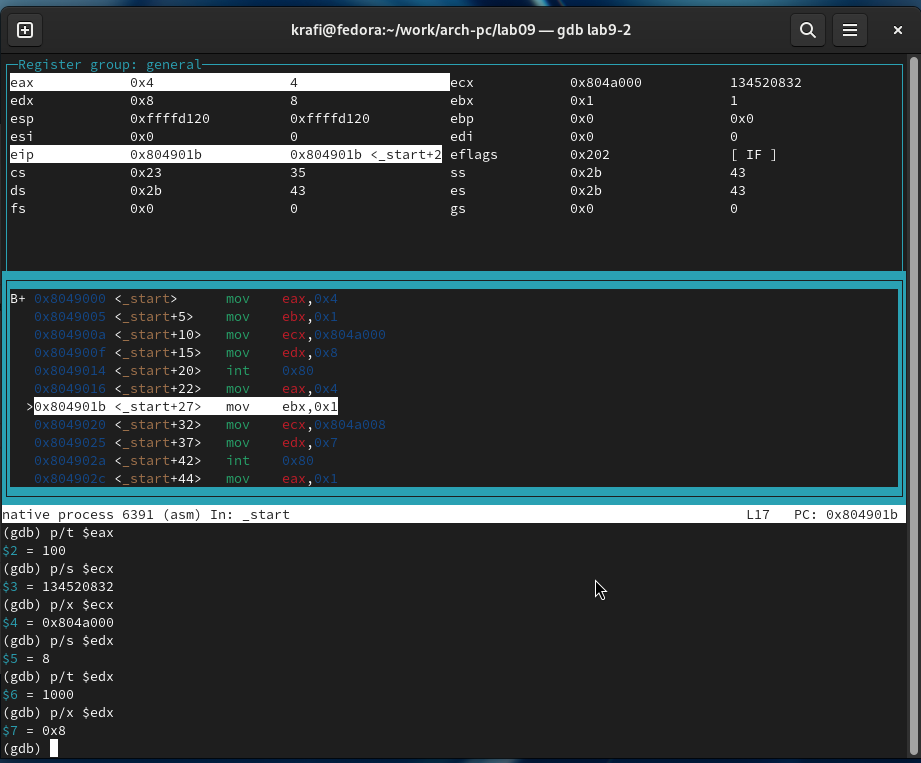 krafi@fedora:~/work/arch-pc/lab09 — gdb lab9-2
Register group: general
eax 0x4 4 ecx 0x804a000 134520832
edx 0x8 8 ebx 0x1 1
esp 0xffffd120 0xffffd120 ebp 0x0 0x0
esi 0x0 0 edi 0x0 0
eip 0x804901b 0x804901b <_start+2 eflags 0x202 [ IF ]
cs 0x23 35 ss 0x2b 43
ds 0x2b 43 es 0x2b 43
fs 0x0 0 gs 0x0 0
B+ 0x8049000 <_start> mov eax,0x4
0x8049005 <_start+5> mov ebx,0x1
0x804900a <_start+10> mov ecx,0x804a000
0x804900f <_start+15> mov edx,0x8
0x8049014 <_start+20> int 0x80
0x8049016 <_start+22> mov eax,0x4
>0x804901b <_start+27> mov ebx,0x1
0x8049020 <_start+32> mov ecx,0x804a008
0x8049025 <_start+37> mov edx,0x7
0x804902a <_start+42> int 0x80
0x804902c <_start+44> mov eax,0x1
native process 6391 (asm) In: _start L17 PC: 0x804901b
(gdb) p/t $eax
$2 = 100
(gdb) p/s $ecx
$3 = 134520832
(gdb) p/x $ecx
$4 = 0x804a000
(gdb) p/s $edx
$5 = 8
(gdb) p/t $edx
$6 = 1000
(gdb) p/x $edx
$7 = 0x8
(gdb)